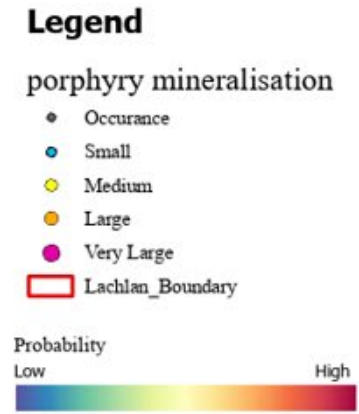 Legend
porphyry mineralisation
Occurance
Small
Medium
Large
Very Large
Lachlan_Boundary
Probability
Low High